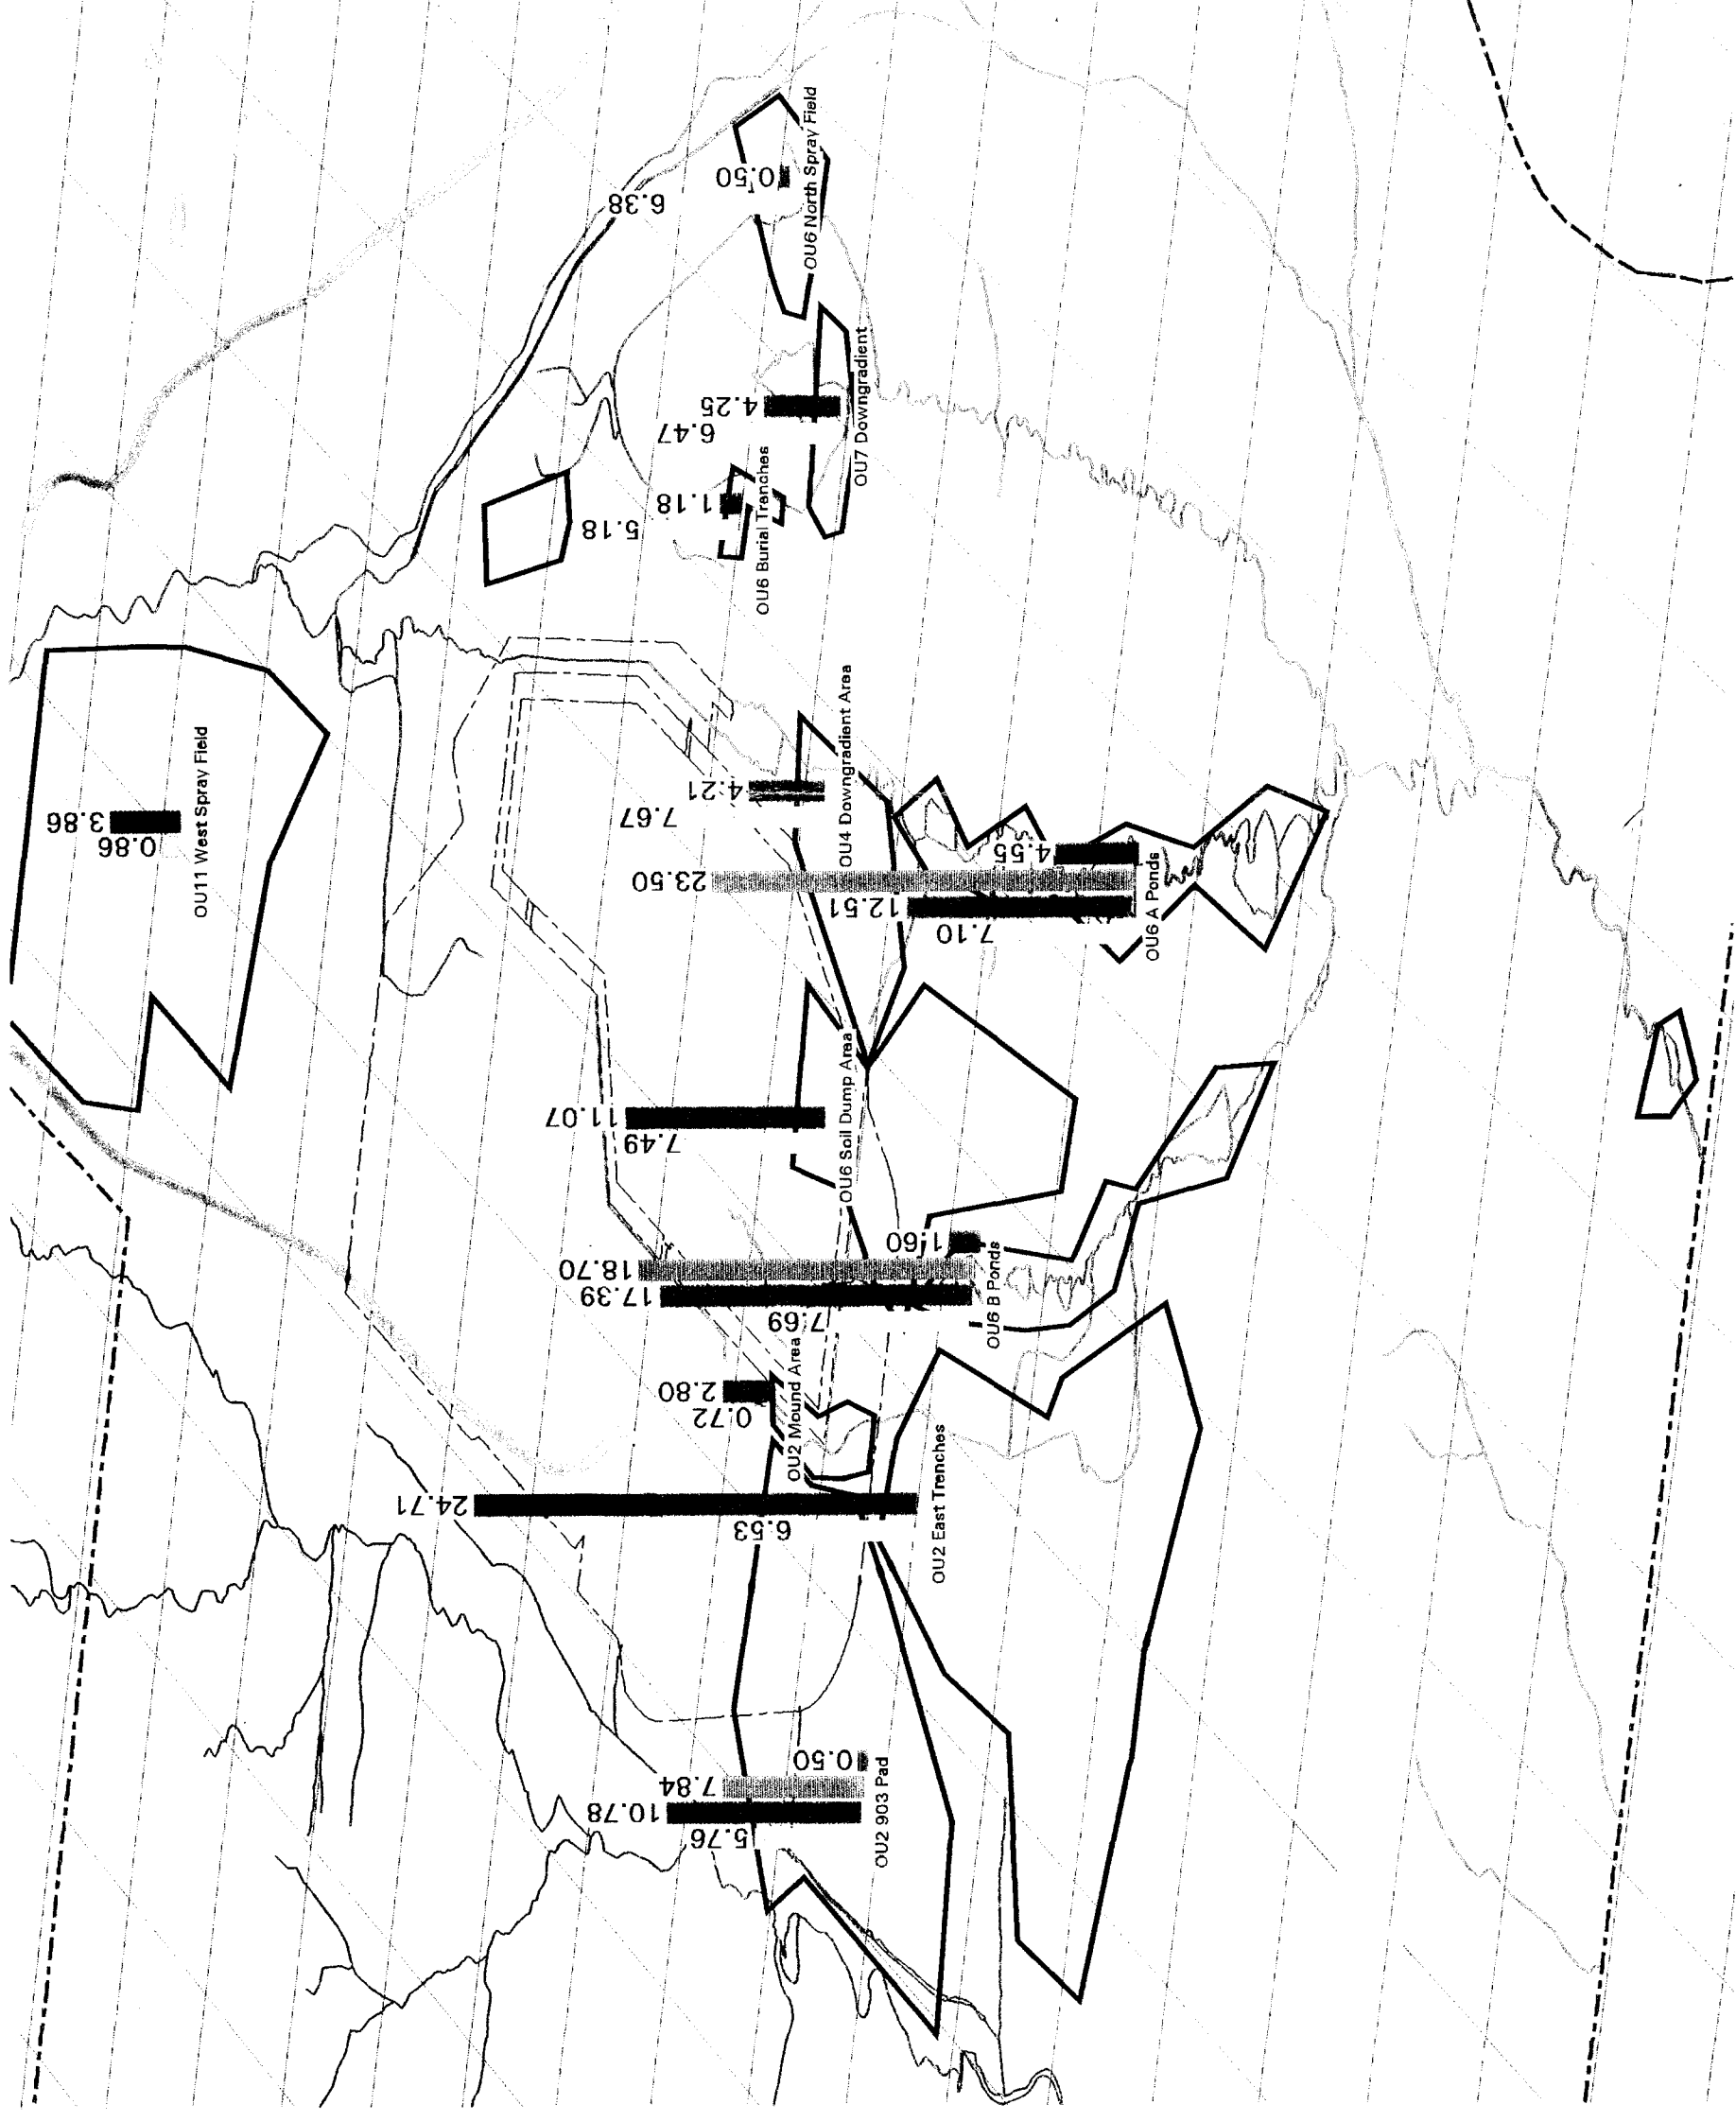 6.38
0.50
OU6 North Spray Field
4.25
6.47
OU7 Downgradient
1.18
OU6 Burial Trenches
5.18
3.86
0.86
OU11 West Spray Field
4.21
7.67
OU4 Downgradient Area
4.55
23.50
12.51
7.10
OU6 A Ponds
11.07
7.49
OU6 Soil Dump Area
1.60
18.70
17.39
7.69
OU6 B Ponds
2.80
0.72
OU2 Mound Area
24.71
6.53
OU2 East Trenches
0.50
7.84
10.78
5.76
OU2 903 Pad